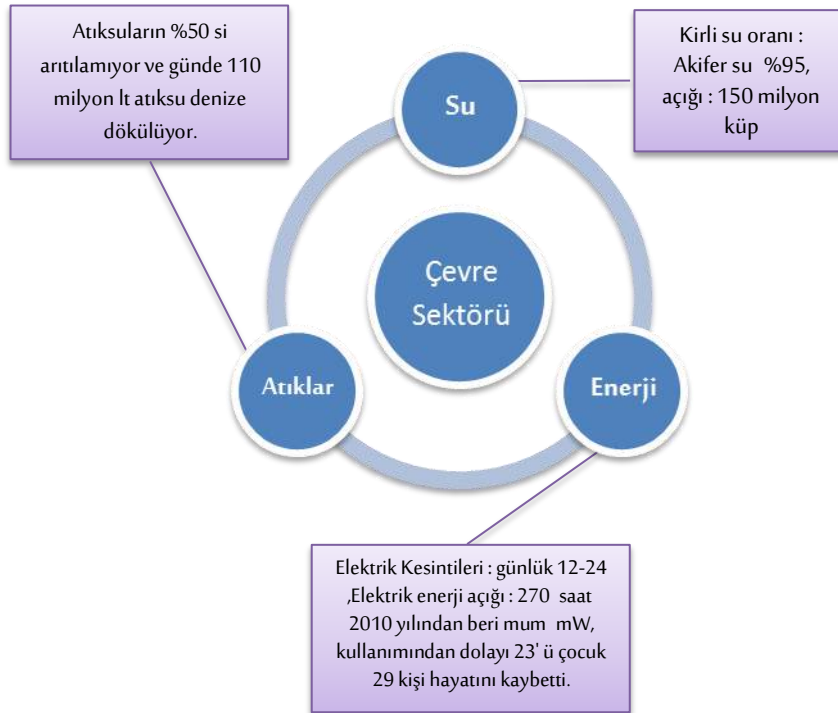 Atıksuların %50 si
arıtılamıyor ve günde 110
milyon lt atıksu denize
dökülüyor.
Kirli su oranı :
Akifer su %95,
açığı : 150 milyon
küp
Su
Çevre
Sektörü
Atıklar
Enerji
Elektrik Kesintileri : günlük 12-24
,Elektrik enerji açığı : 270 saat
2010 yılından beri mum mW,
kullanımından dolayı 23' ü çocuk
29 kişi hayatını kaybetti.